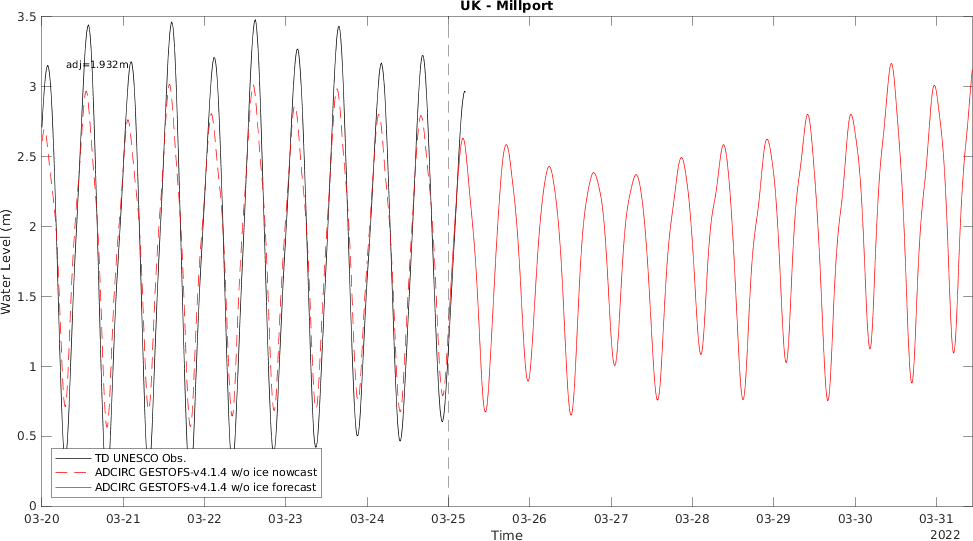 UK - Millport
3.5
adj=1.932m
3
2.5
2
Water Level (m)
1.5
1
0.5
TD UNESCO Obs.
ADCIRC GESTOFS-v4.1.4 w/o ice nowcast
ADCIRC GESTOFS-v4.1.4 w/o ice forecast
0
03-20 03-21 03-22 03-23 03-24 03-25 03-26 03-27 03-28 03-29 03-30 03-31
Time
2022